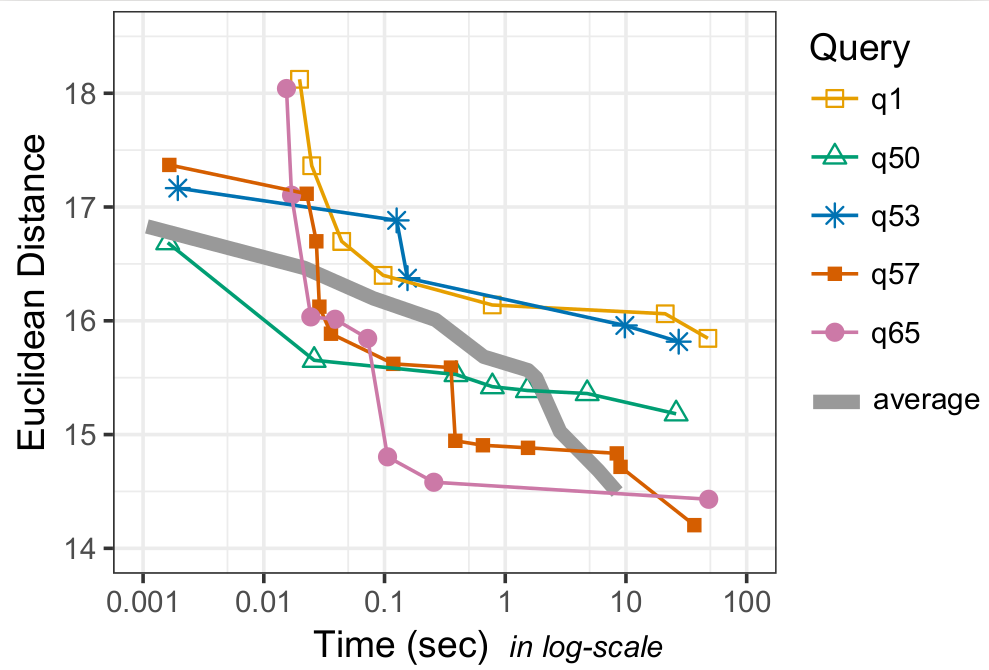 Query
q1
q50
q53
q57
q65
average
Euclidean Distance
18
17
16
15
14
0.001 0.01 0.1 1 10 100
Time (sec) in log-scale